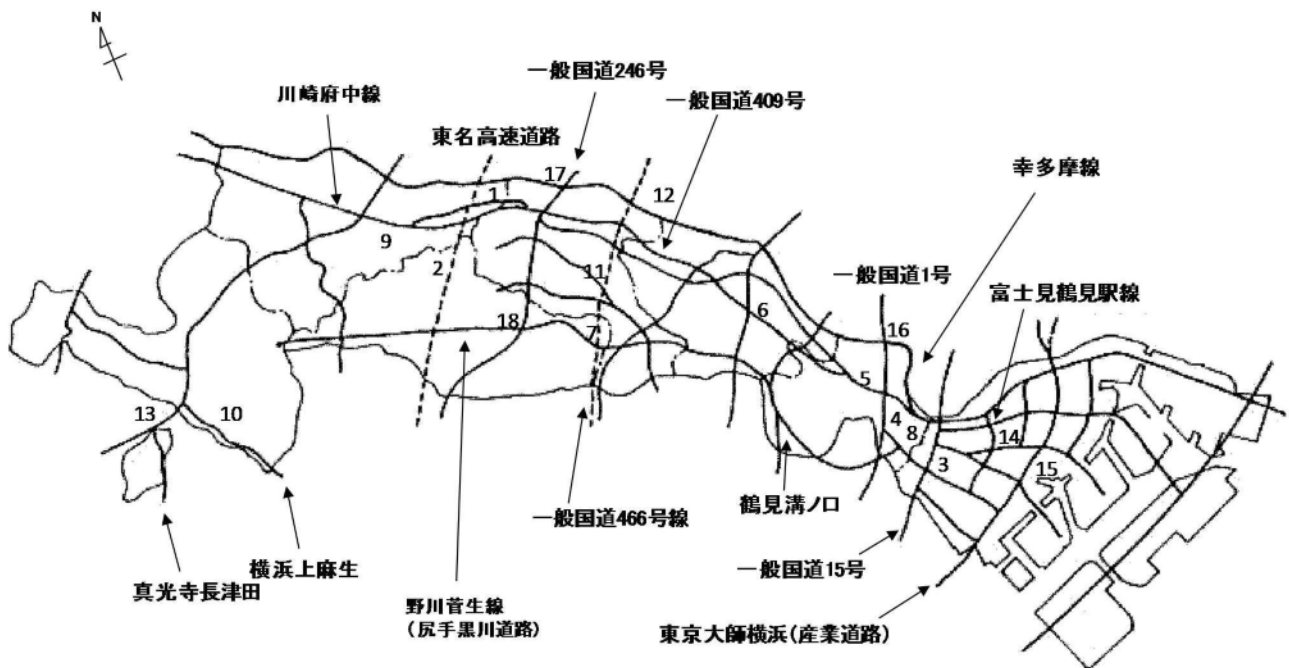 N
一般国道246号
川崎府中線
一般国道409号
東名高速道路
幸多摩線
17
1
12
一般国道1号
富士見鶴見駅線
9
2
11
6
16
18
7
5
13
10
4
8
14
3
15
鶴見溝ノ口
一般国道466号線
横浜上麻生
一般国道15号
真光寺長津田
野川菅生線
(尻手黒川道路)
東京大師横浜(産業道路)